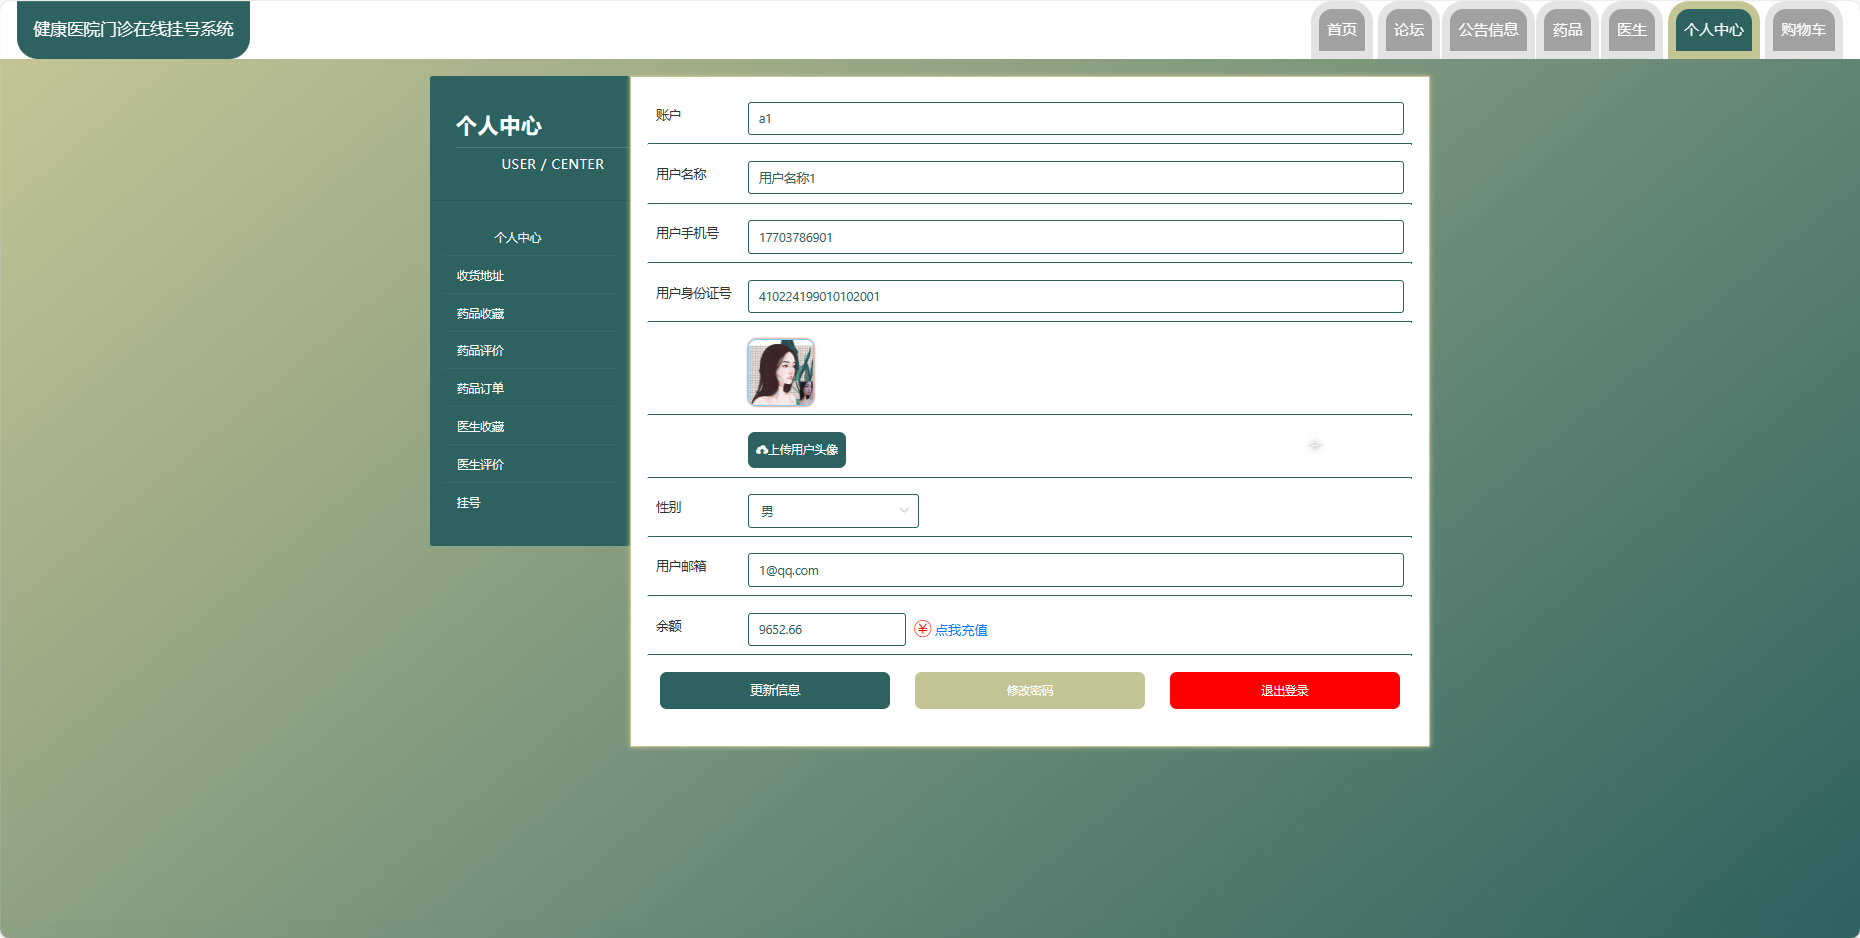 健康医院门诊在线挂号系统
首页 论坛 公告信息 药品 医生 个人中心 购物车
个人中心
USER / CENTER
个人中心
收货地址
药品收藏
药品评价
药品订单
医生收藏
医生评价
挂号
账户 a1
用户名称 用户名称1
用户手机号 17703786901
用户身份证号 410224199010102001
上传用户头像
性别 男
用户邮箱 1@qq.com
余额 9652.66 ¥ 点我充值
更新信息 修改密码 退出登录